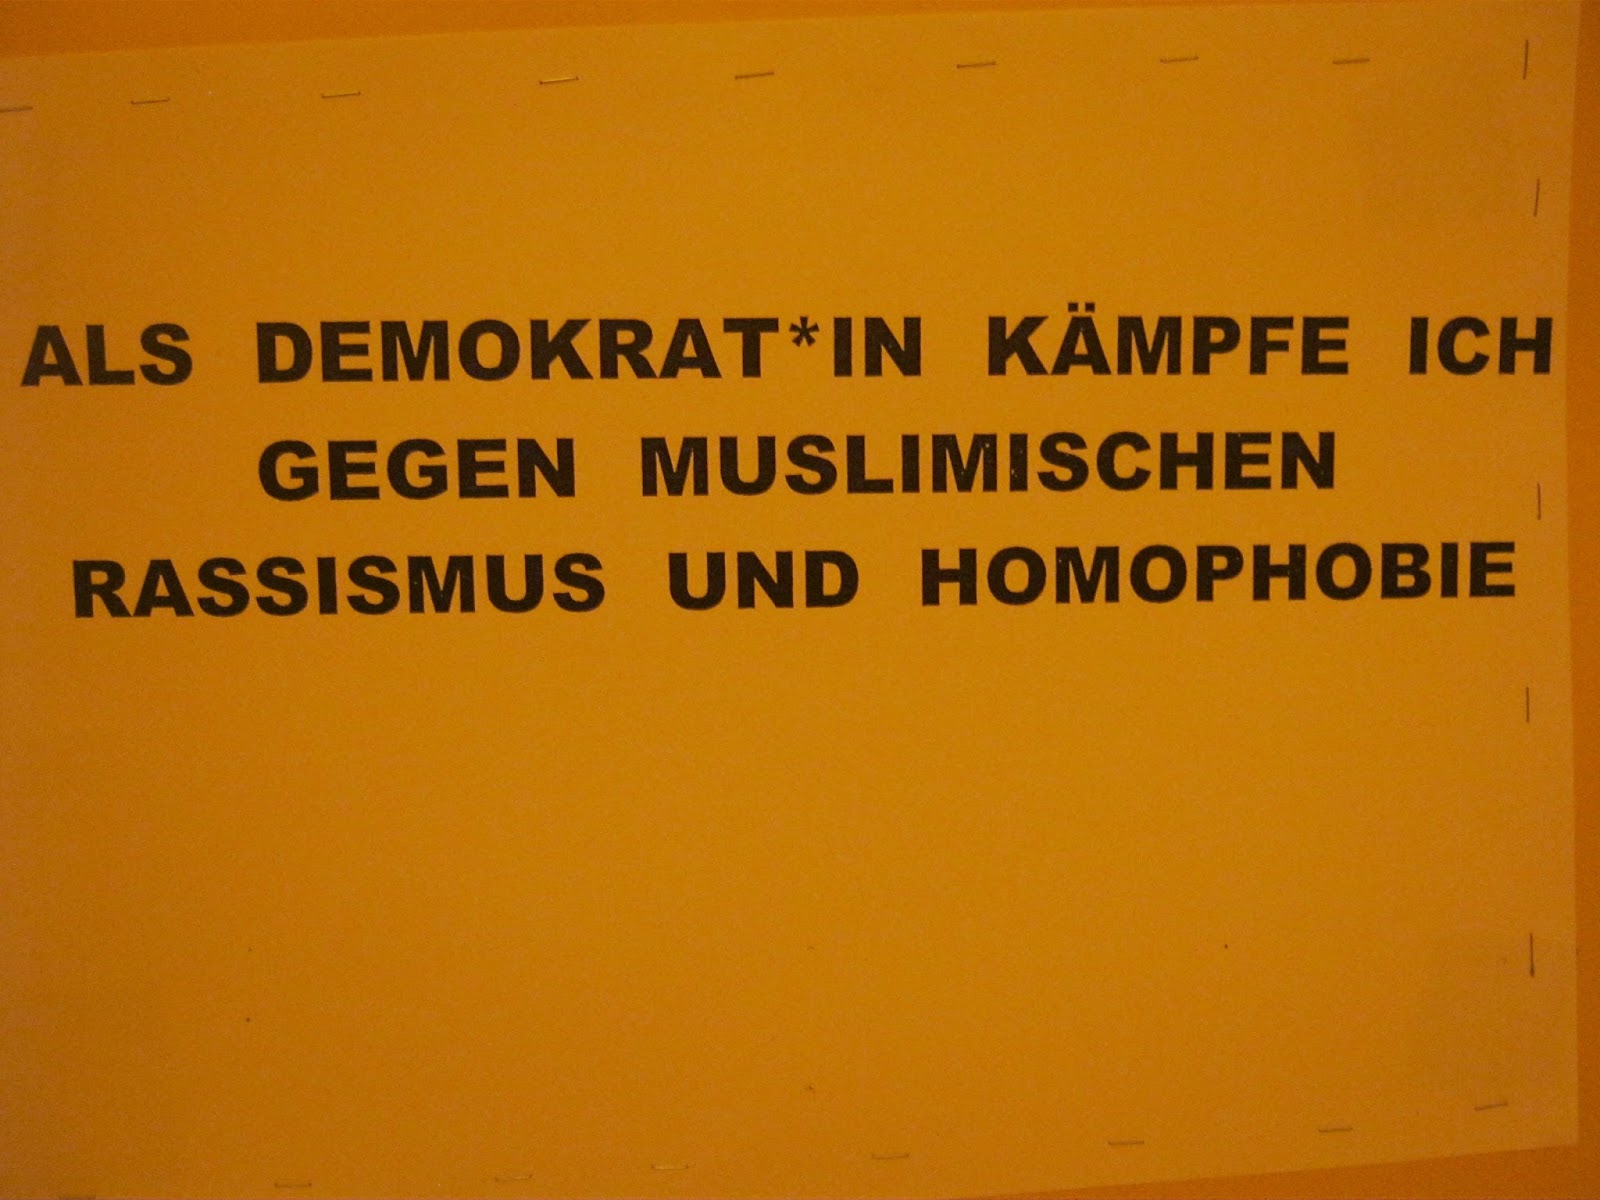 ALS DEMOKRAT*IN KÄMPFE ICH
GEGEN MUSLIMISCHEN
RASSISMUS UND HOMOPHOBIE